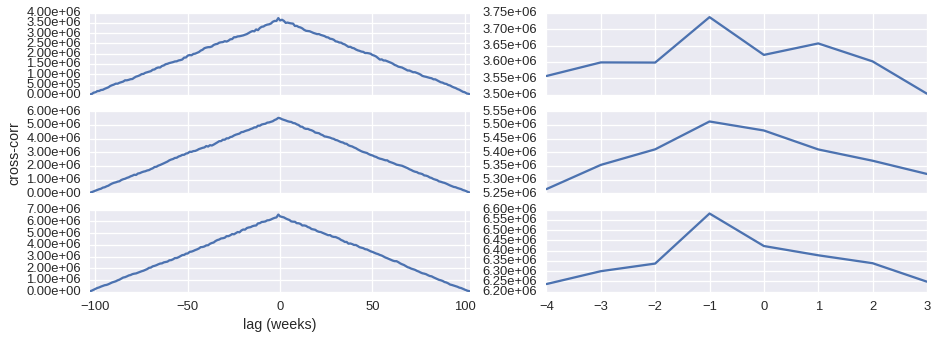 4.00e+06
3.50e+06
3.00e+06
2.50e+06
2.00e+06
1.50e+06
1.00e+06
5.00e+05
0.00e+00
3.75e+06
3.70e+06
3.65e+06
3.60e+06
3.55e+06
3.50e+06
cross-corr
6.00e+06
5.00e+06
4.00e+06
3.00e+06
2.00e+06
1.00e+06
0.00e+00
5.55e+06
5.50e+06
5.45e+06
5.40e+06
5.35e+06
5.30e+06
5.25e+06
7.00e+06
6.00e+06
5.00e+06
4.00e+06
3.00e+06
2.00e+06
1.00e+06
0.00e+00
6.60e+06
6.55e+06
6.50e+06
6.45e+06
6.40e+06
6.35e+06
6.30e+06
6.25e+06
6.20e+06
−100 −50 0 50 100
−4 −3 −2 −1 0 1 2 3
lag (weeks)